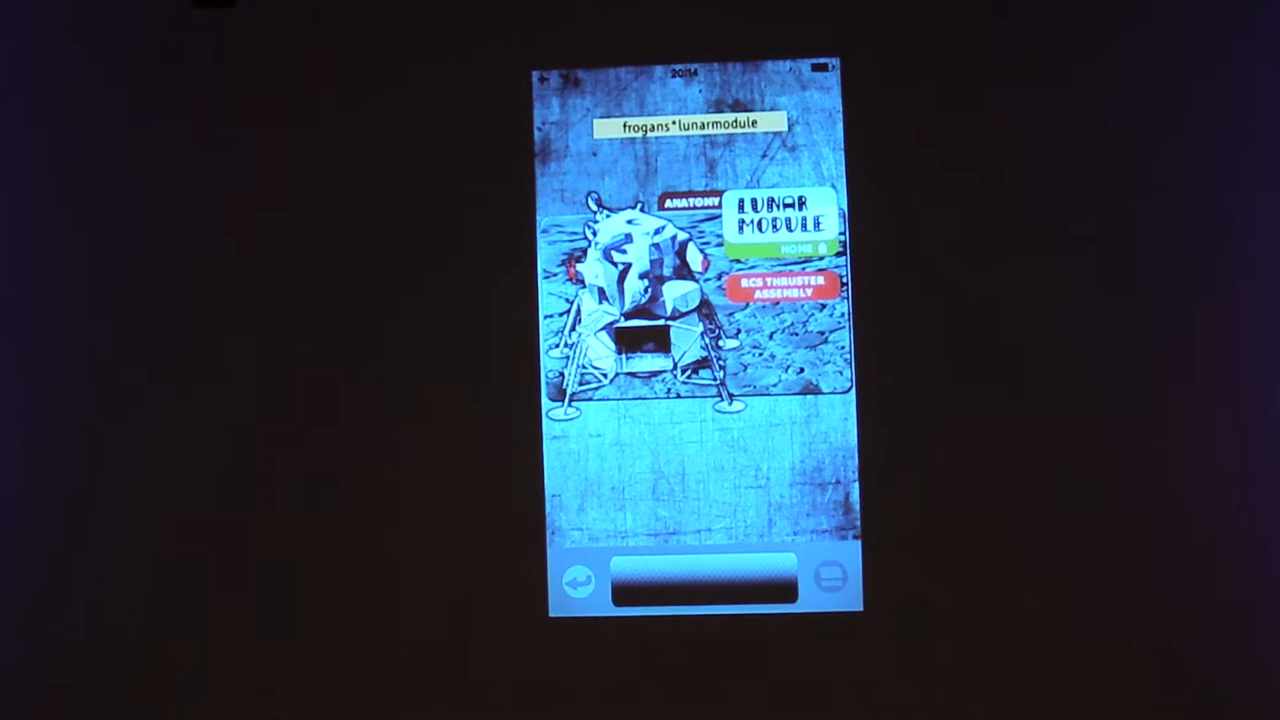 20:14
frogans*lunarmodule
ANATOMY
LUNAR
MODULE
HOME
RCS THRUSTER
ASSEMBLY